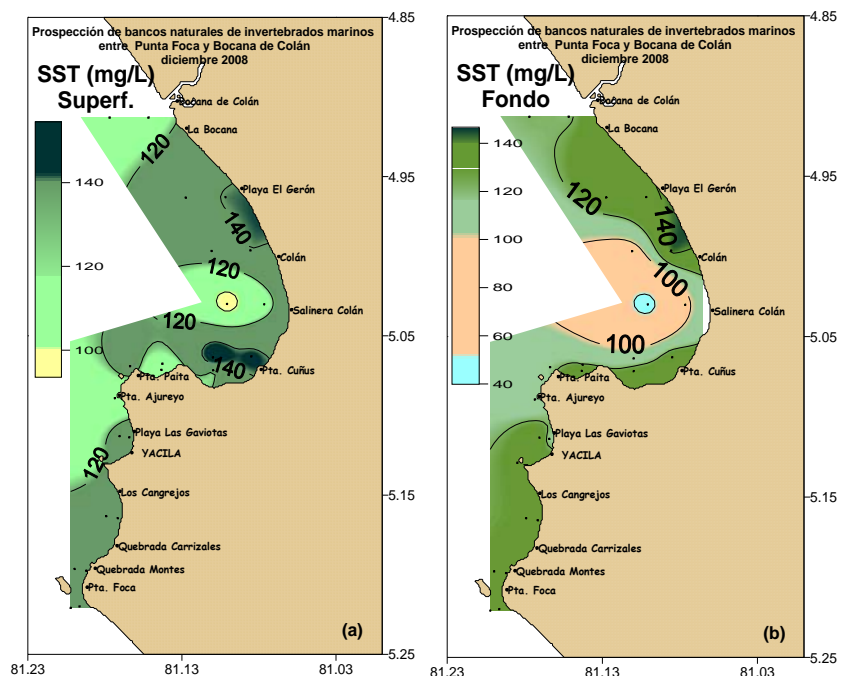 Prospección de bancos naturales de invertebrados marinos
entre Punta Foca y Bocana de Colán
diciembre 2008
SST (mg/L)
Superf.
140
120
100
Bocana de Colán
La Bocana
Playa El Gerón
Colán
Salinera Colán
Pta. Cuñus
Pta. Paita
Pta. Ajureyo
Playa Las Gaviotas
YACILA
Los Cangrejos
Quebrada Carrizales
Quebrada Montes
Pta. Foca
120
140
120
120
140
120
(a)
4.85
4.95
5.05
5.15
5.25
81.23
81.13
81.03
Prospección de bancos naturales de invertebrados marinos
entre Punta Foca y Bocana de Colán
diciembre 2008
SST (mg/L)
Fondo
140
120
100
80
60
40
Bocana de Colán
La Bocana
Playa El Gerón
Colán
Salinera Colán
Pta. Cuñus
Pta. Paita
Pta. Ajureyo
Playa Las Gaviotas
YACILA
Los Cangrejos
Quebrada Carrizales
Quebrada Montes
Pta. Foca
120
140
100
100
(b)
4.85
4.95
5.05
5.15
5.25
81.23
81.13
81.03